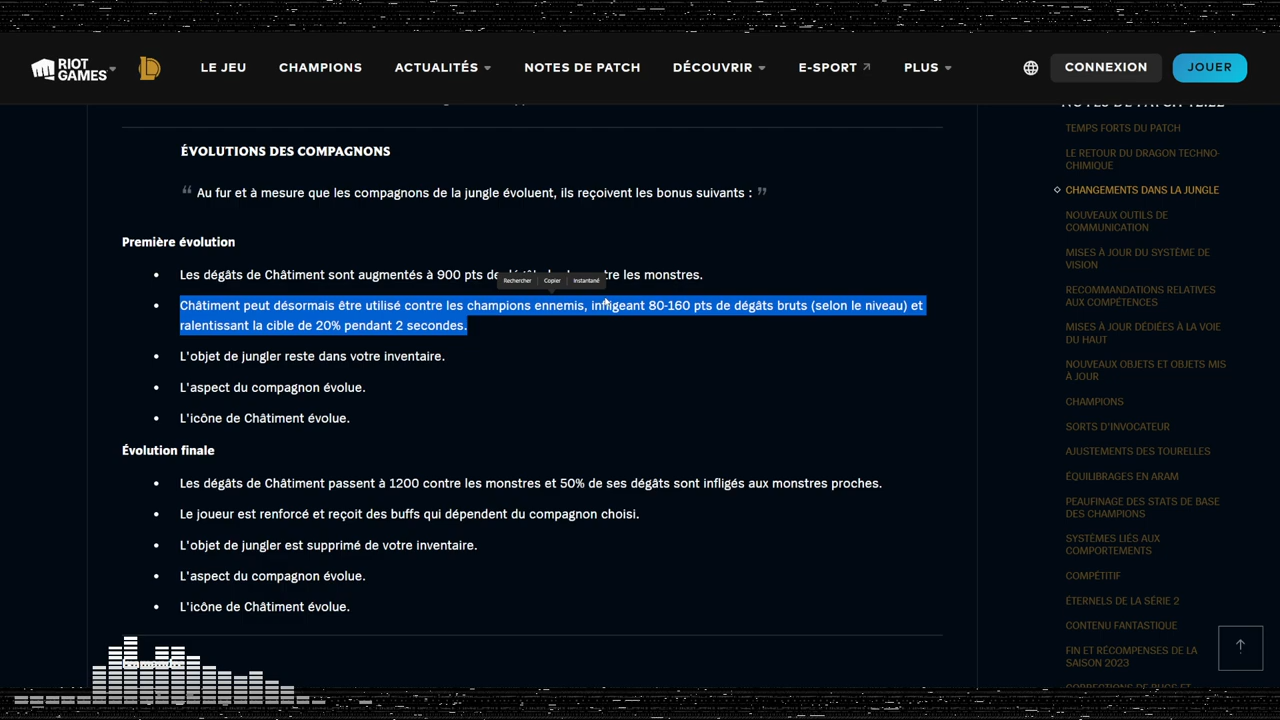 RIOT
GAMES
LE JEU
CHAMPIONS
ACTUALITÉS
NOTES DE PATCH
DÉCOUVRIR
E-SPORT
PLUS
CONNEXION
JOUER
ÉVOLUTIONS DES COMPAGNONS
“ Au fur et à mesure que les compagnons de la jungle évoluent, ils reçoivent les bonus suivants : ”
Première évolution
Les dégâts de Châtiment sont augmentés à 900 pts de les monstres.
Rechercher
Copier
Instantané
Châtiment peut désormais être utilisé contre les champions ennemis, infligeant 80-160 pts de dégâts bruts (selon le niveau) et
ralentissant la cible de 20% pendant 2 secondes.
L'objet de jungler reste dans votre inventaire.
L'aspect du compagnon évolue.
L'icône de Châtiment évolue.
Évolution finale
Les dégâts de Châtiment passent à 1200 contre les monstres et 50% de ses dégâts sont infligés aux monstres proches.
Le joueur est renforcé et reçoit des buffs qui dépendent du compagnon choisi.
L'objet de jungler est supprimé de votre inventaire.
L'aspect du compagnon évolue.
L'icône de Châtiment évolue.
NOTES DE PATCH
TEMPS FORTS DU PATCH
LE RETOUR DU DRAGON TECHNO-
CHIMIQUE
CHANGEMENTS DANS LA JUNGLE
NOUVEAUX OUTILS DE
COMMUNICATION
MISES À JOUR DU SYSTÈME DE
VISION
RECOMMANDATIONS RELATIVES
AUX COMPÉTENCES
MISES À JOUR DÉDIÉES À LA VOIE
DU HAUT
NOUVEAUX OBJETS ET OBJETS MIS
À JOUR
CHAMPIONS
SORTS D'INVOCATEUR
AJUSTEMENTS DES TOURELLES
ÉQUILIBRAGES EN ARAM
PEAUFINAGE DES STATS DE BASE
DES CHAMPIONS
SYSTÈMES LIÉS AUX
COMPORTEMENTS
COMPÉTITIF
ÉTERNELS DE LA SÉRIE 2
CONTENU FANTASTIQUE
FIN ET RÉCOMPENSES DE LA
SAISON 2023
CORRECTIONS DE BUGS ET